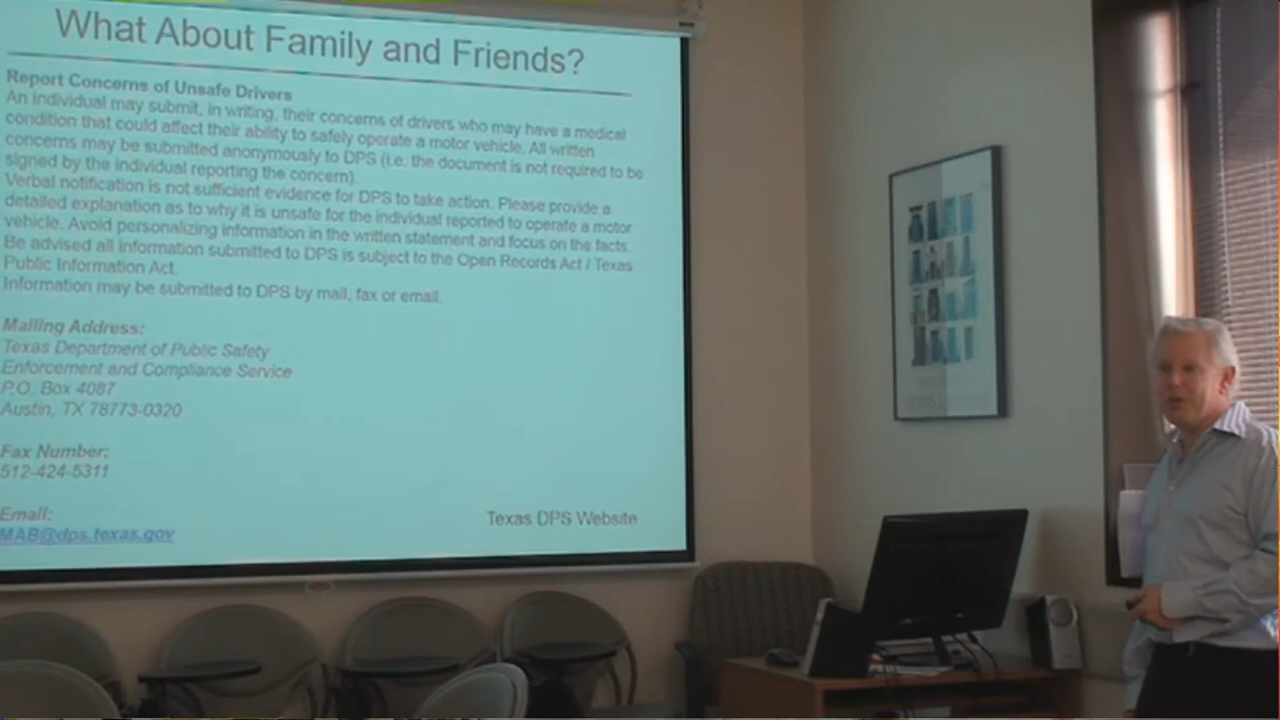 What About Family and Friends?
Report Concerns of Unsafe Drivers
An individual may submit, in writing, their concerns of drivers who may have a medical
condition that could affect their ability to safely operate a motor vehicle. All written
concerns may be submitted anonymously to DPS (i.e. the document is not required to be
signed by the individual reporting the concern).
Verbal notification is not sufficient evidence for DPS to take action. Please provide a
detailed explanation as to why it is unsafe for the individual reported to operate a motor
vehicle. Avoid personalizing information in the written statement and focus on the facts.
Be advised all information submitted to DPS is subject to the Open Records Act / Texas
Public Information Act.
Information may be submitted to DPS by mail, fax or email.
Mailing Address:
Texas Department of Public Safety
Enforcement and Compliance Service
P.O. Box 4087
Austin, TX 78773-0320
Fax Number:
512-424-5311
Email:
MAB@dps.texas.gov
Texas DPS Website